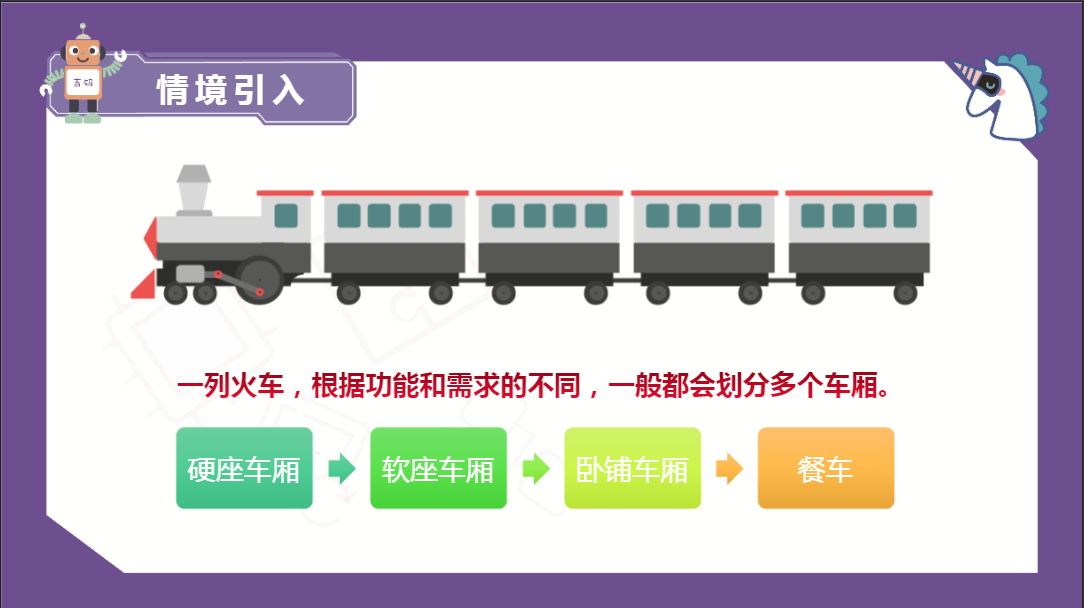 吉鸣
情境引入
一列火车，根据功能和需求的不同，一般都会划分多个车厢。
硬座车厢
软座车厢
卧铺车厢
餐车